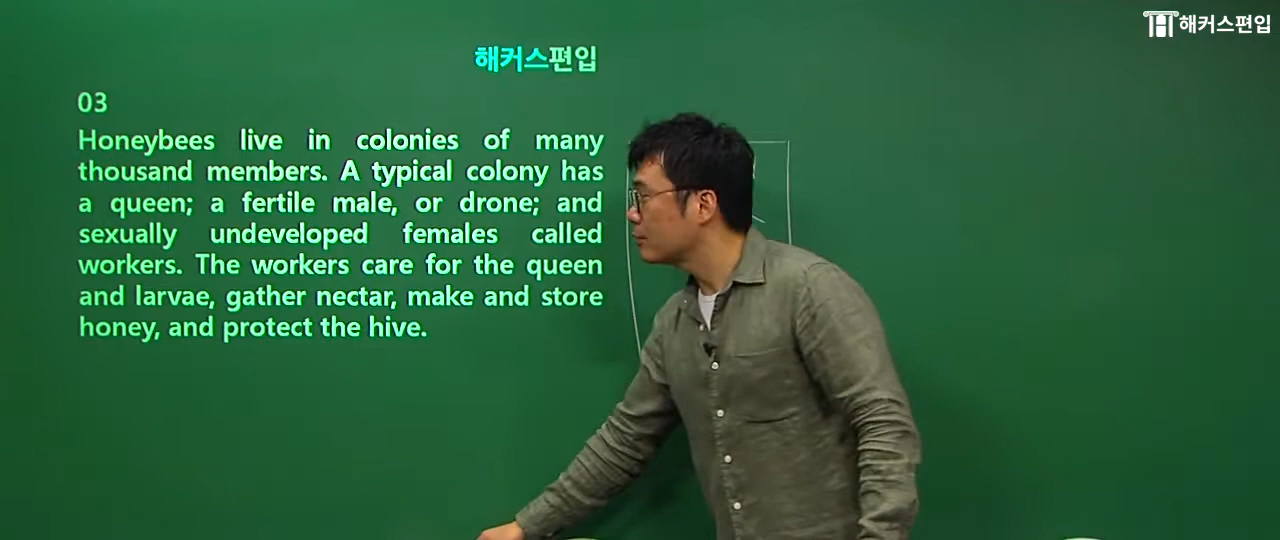 해커스편입
해커스편입
03
Honeybees live in colonies of many
thousand members. A typical colony has
a queen; a fertile male, or drone; and
sexually undeveloped females called
workers. The workers care for the queen
and larvae, gather nectar, make and store
honey, and protect the hive.